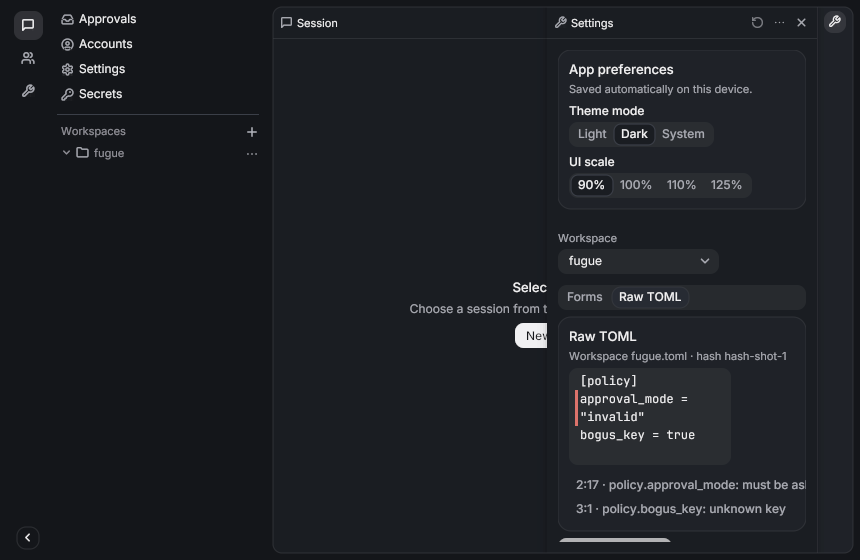 Approvals
Accounts
Settings
Secrets
Workspaces
fugue
Session
Selec
Choose a session from t
New
Settings
App preferences
Saved automatically on this device.
Theme mode
Light Dark System
UI scale
90% 100% 110% 125%
Workspace
fugue
Forms Raw TOML
Raw TOML
Workspace fugue.toml · hash hash-shot-1
[policy]
approval_mode =
"invalid"
bogus_key = true
2:17 · policy.approval_mode: must be as
3:1 · policy.bogus_key: unknown key